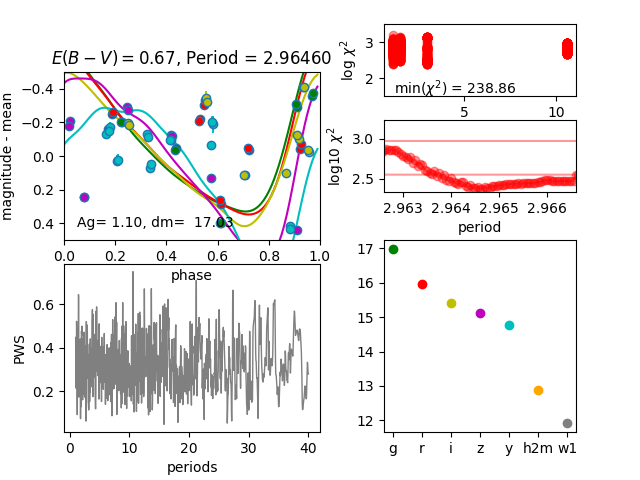 E(B − V) = 0.67, Period = 2.96460
magnitude - mean
−0.4
−0.2
0.0
0.2
0.4
Ag= 1.10, dm=  17.03
0.0 0.2 0.4 0.6 0.8 1.0
phase
log χ²
3
2
min(χ²) = 238.86
5 10
log10 χ²
3.0
2.5
2.963 2.964 2.965 2.966
period
PWS
0.6
0.4
0.2
0 10 20 30 40
periods
17
16
15
14
13
12
g r i z y h2m w1